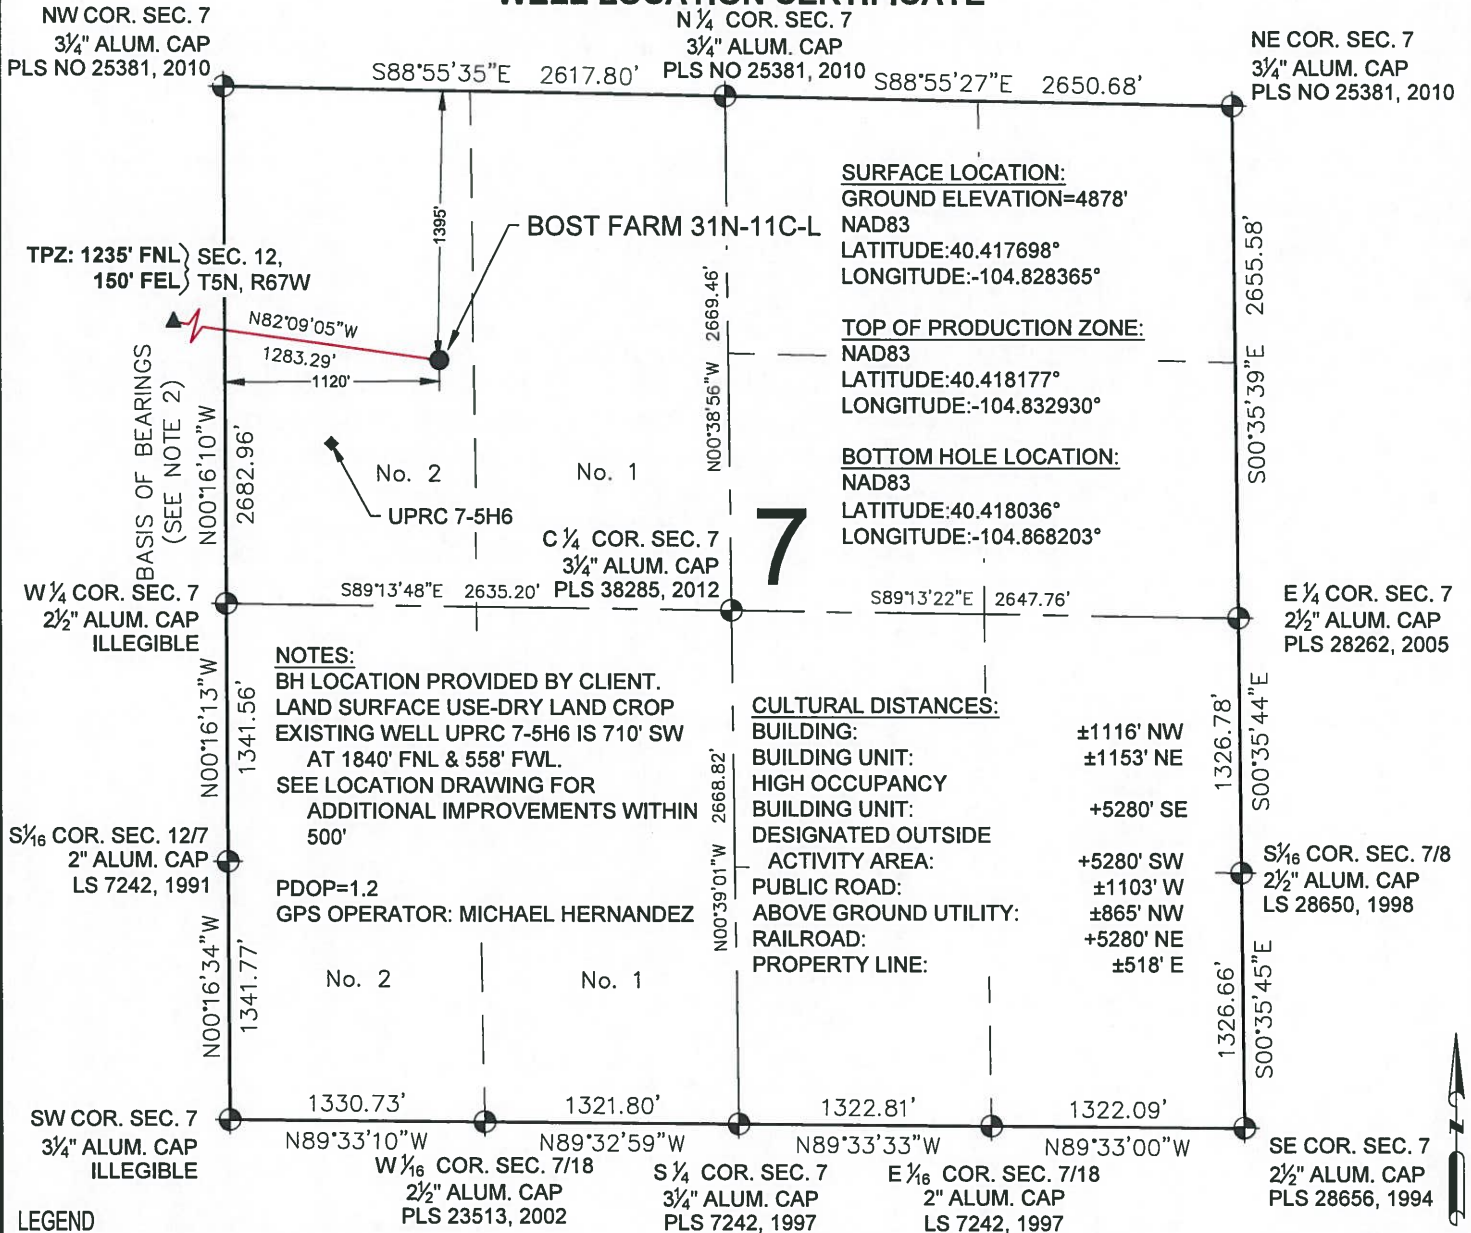 WELL LOCATION CERTIFICATE
NW COR. SEC. 7
3¼" ALUM. CAP
PLS NO 25381, 2010
N ¼ COR. SEC. 7
3¼" ALUM. CAP
PLS NO 25381, 2010
NE COR. SEC. 7
3¼" ALUM. CAP
PLS NO 25381, 2010
S88°55'35"E 2617.80'
S88°55'27"E 2650.68'
1395'
BOST FARM 31N-11C-L
TPZ: 1235' FNL } SEC. 12,
150' FEL } T5N, R67W
N82°09'05"W
1283.29'
1120'
BASIS OF BEARINGS
(SEE NOTE 2)
N00°16'10"W
2682.96'
No. 2
No. 1
UPRC 7-5H6
N00°38'56"W 2669.46'
SURFACE LOCATION:
GROUND ELEVATION=4878'
NAD83
LATITUDE:40.417698°
LONGITUDE:-104.828365°
TOP OF PRODUCTION ZONE:
NAD83
LATITUDE:40.418177°
LONGITUDE:-104.832930°
BOTTOM HOLE LOCATION:
NAD83
LATITUDE:40.418036°
LONGITUDE:-104.868203°
S00°35'39"E 2655.58'
7
C ¼ COR. SEC. 7
3¼" ALUM. CAP
PLS 38285, 2012
W ¼ COR. SEC. 7
2½" ALUM. CAP
ILLEGIBLE
S89°13'48"E 2635.20'
S89°13'22"E 2647.76'
E ¼ COR. SEC. 7
2½" ALUM. CAP
PLS 28262, 2005
NOTES:
BH LOCATION PROVIDED BY CLIENT.
LAND SURFACE USE-DRY LAND CROP
EXISTING WELL UPRC 7-5H6 IS 710' SW
AT 1840' FNL & 558' FWL.
SEE LOCATION DRAWING FOR
ADDITIONAL IMPROVEMENTS WITHIN
500'
PDOP=1.2
GPS OPERATOR: MICHAEL HERNANDEZ
N00°16'13"W
1341.56'
S¹⁄₁₆ COR. SEC. 12/7
2" ALUM. CAP
LS 7242, 1991
N00°16'34"W
1341.77'
N00°39'01"W 2668.82'
CULTURAL DISTANCES:
BUILDING: ±1116' NW
BUILDING UNIT: ±1153' NE
HIGH OCCUPANCY
BUILDING UNIT: +5280' SE
DESIGNATED OUTSIDE
ACTIVITY AREA: +5280' SW
PUBLIC ROAD: ±1103' W
ABOVE GROUND UTILITY: ±865' NW
RAILROAD: +5280' NE
PROPERTY LINE: ±518' E
1326.78'
S00°35'44"E
S¹⁄₁₆ COR. SEC. 7/8
2½" ALUM. CAP
LS 28650, 1998
1326.66'
S00°35'45"E
No. 2
No. 1
SW COR. SEC. 7
3¼" ALUM. CAP
ILLEGIBLE
1330.73'
N89°33'10"W
1321.80'
N89°32'59"W
1322.81'
N89°33'33"W
1322.09'
N89°33'00"W
W ¹⁄₁₆ COR. SEC. 7/18
2½" ALUM. CAP
PLS 23513, 2002
S ¼ COR. SEC. 7
3¼" ALUM. CAP
PLS 7242, 1997
E ¹⁄₁₆ COR. SEC. 7/18
2" ALUM. CAP
LS 7242, 1997
SE COR. SEC. 7
2½" ALUM. CAP
PLS 28656, 1994
N
LEGEND